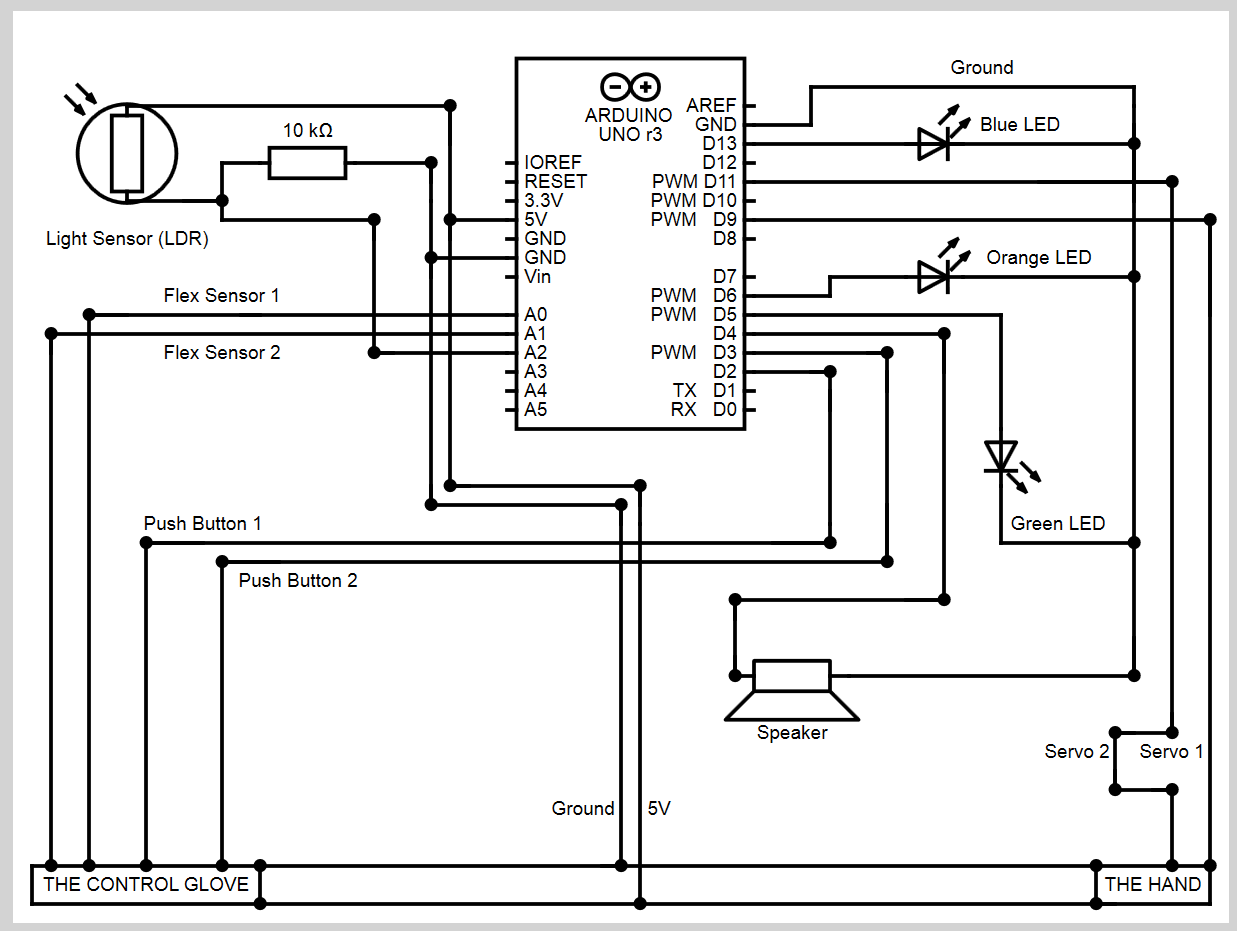 Ground
ARDUINO
UNO r3
AREF
GND
D13
Blue LED
10 kΩ
IOREF
D12
RESET
PWM D11
3.3V
PWM D10
5V
PWM D9
Light Sensor (LDR)
GND
D8
GND
Orange LED
Vin
D7
Flex Sensor 1
PWM D6
A0
PWM D5
A1
D4
Flex Sensor 2
A2
PWM D3
A3
D2
A4
TX D1
A5
RX D0
Push Button 1
Green LED
Push Button 2
Speaker
Servo 2
Servo 1
Ground
5V
THE CONTROL GLOVE
THE HAND